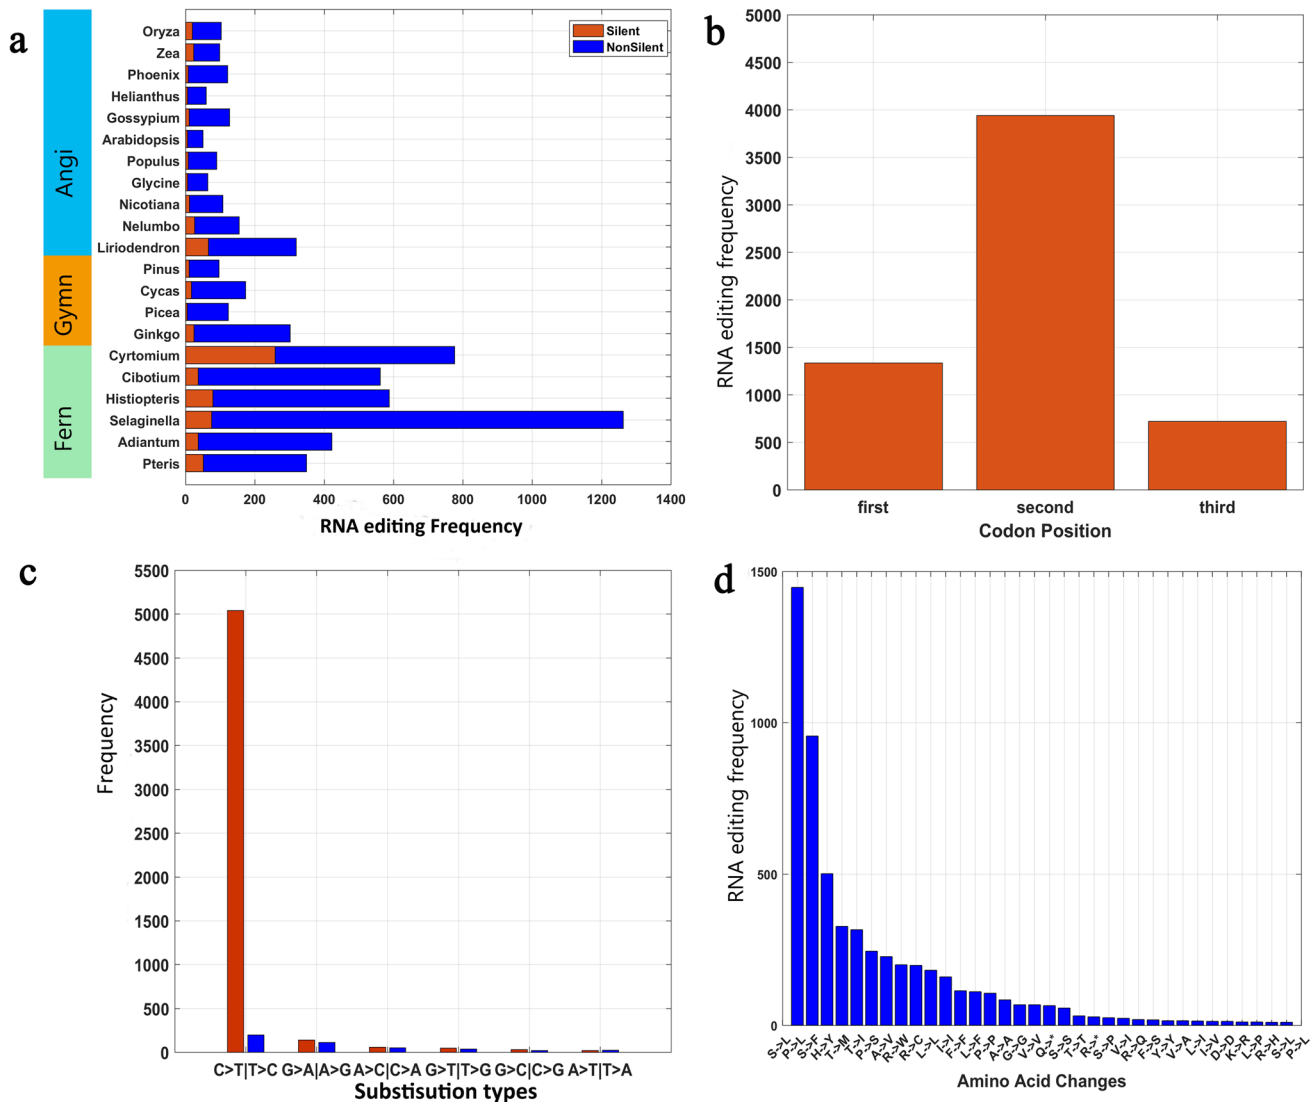 a
Angi
Gymn
Fern
Oryza
Zea
Phoenix
Helianthus
Gossypium
Arabidopsis
Populus
Glycine
Nicotiana
Nelumbo
Liriodendron
Pinus
Cycas
Picea
Ginkgo
Cyrtomium
Cibotium
Histiopteris
Selaginella
Adiantum
Pteris
Silent
NonSilent
0 200 400 600 800 1000 1200 1400
RNA editing Frequency
b
5000
4500
4000
3500
3000
2500
2000
1500
1000
500
0
RNA editing frequency
first second third
Codon Position
c
5500
5000
4500
4000
3500
3000
2500
2000
1500
1000
500
0
Frequency
C>T|T>C G>A|A>G A>C|C>A G>T|T>G G>C|C>G A>T|T>A
Substisution types
d
1500
1000
500
0
RNA editing frequency
S->L P->L S->F H->Y T->M T->I P->S A->V R->W R->C L->L I->I F->F L->F P->P A->A G->G V->V Q->* S->S T->T R->* S->P V->I R->Q F->S Y->Y V->A L->I I->V D->D K->R L->P R->H S->L P->L
Amino Acid Changes